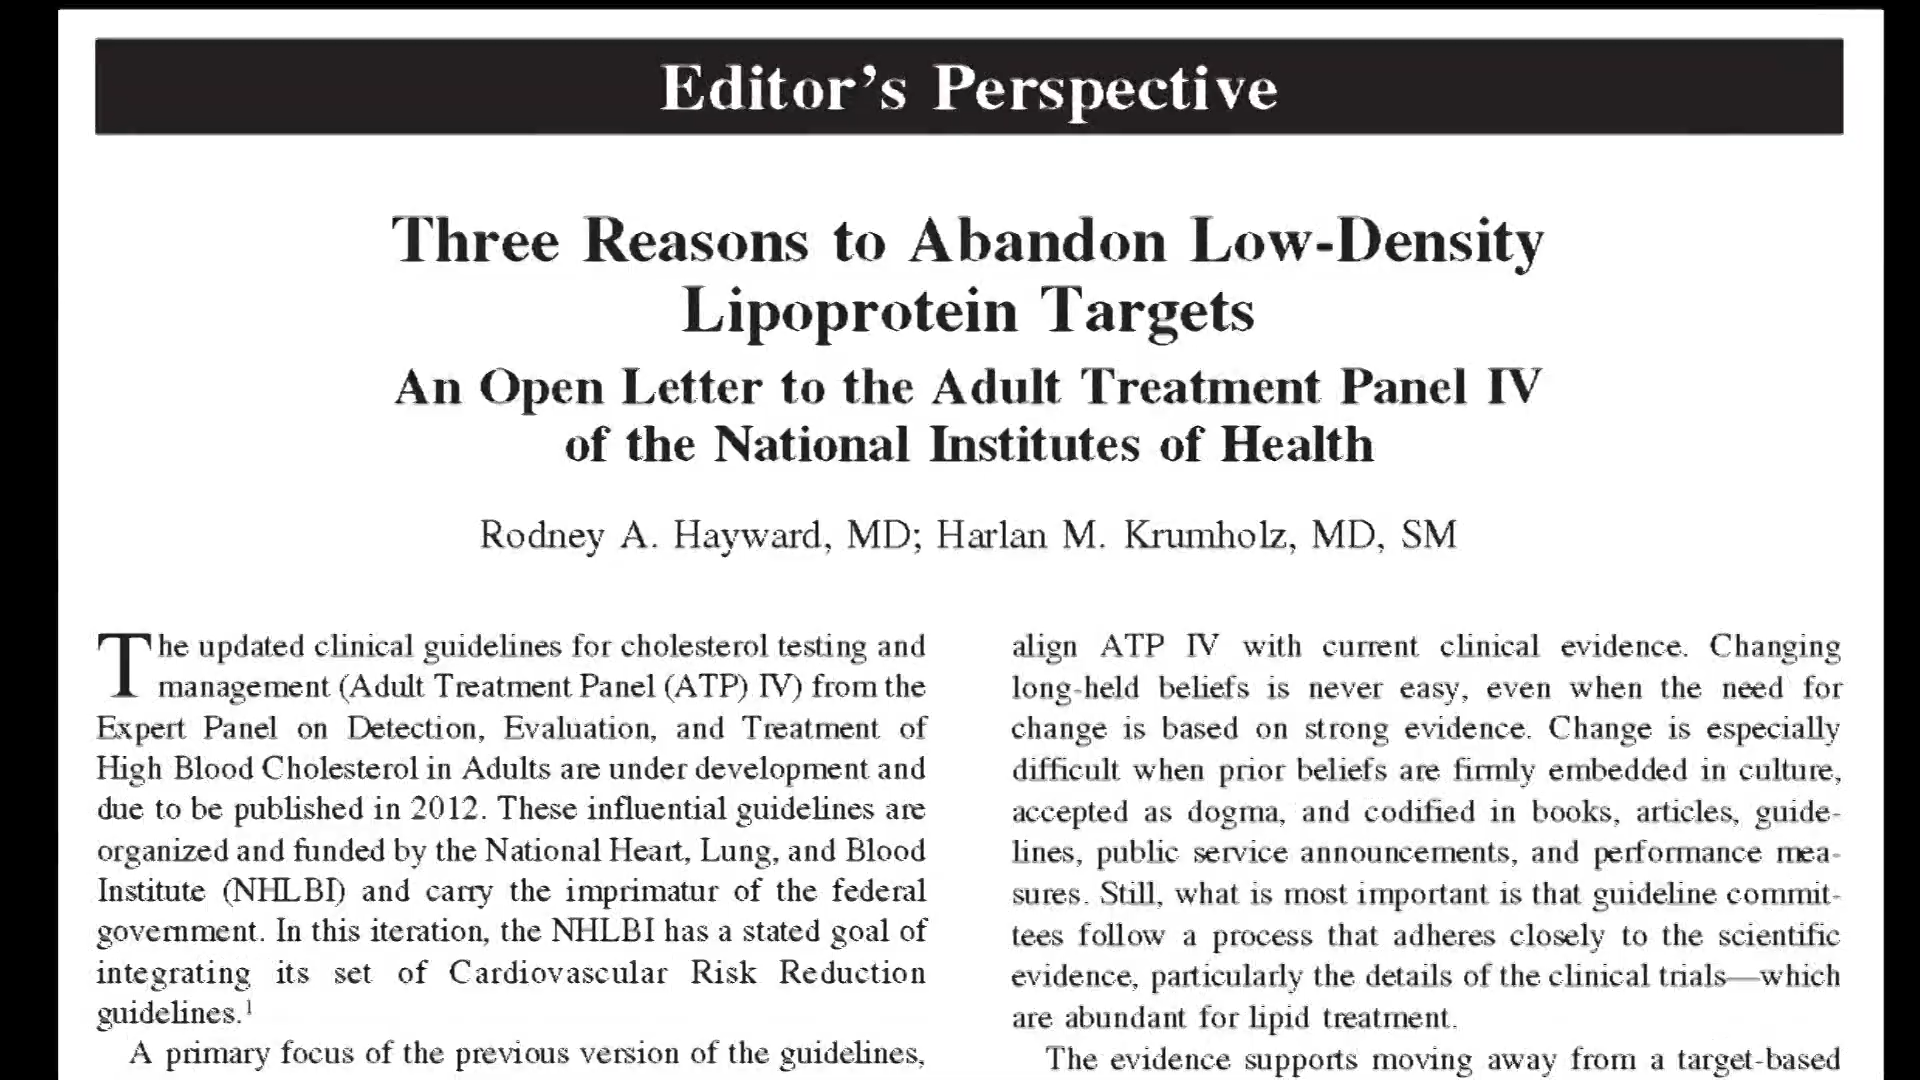 Editor's Perspective
Three Reasons to Abandon Low-Density
Lipoprotein Targets
An Open Letter to the Adult Treatment Panel IV
of the National Institutes of Health
Rodney A. Hayward, MD; Harlan M. Krumholz, MD, SM
The updated clinical guidelines for cholesterol testing and
management (Adult Treatment Panel (ATP) IV) from the
Expert Panel on Detection, Evaluation, and Treatment of
High Blood Cholesterol in Adults are under development and
due to be published in 2012. These influential guidelines are
organized and funded by the National Heart, Lung, and Blood
Institute (NHLBI) and carry the imprimatur of the federal
government. In this iteration, the NHLBI has a stated goal of
integrating its set of Cardiovascular Risk Reduction
guidelines.1
A primary focus of the previous version of the guidelines,
align ATP IV with current clinical evidence. Changing
long-held beliefs is never easy, even when the need for
change is based on strong evidence. Change is especially
difficult when prior beliefs are firmly embedded in culture,
accepted as dogma, and codified in books, articles, guide-
lines, public service announcements, and performance mea-
sures. Still, what is most important is that guideline commit-
tees follow a process that adheres closely to the scientific
evidence, particularly the details of the clinical trials—which
are abundant for lipid treatment.
The evidence supports moving away from a target-based